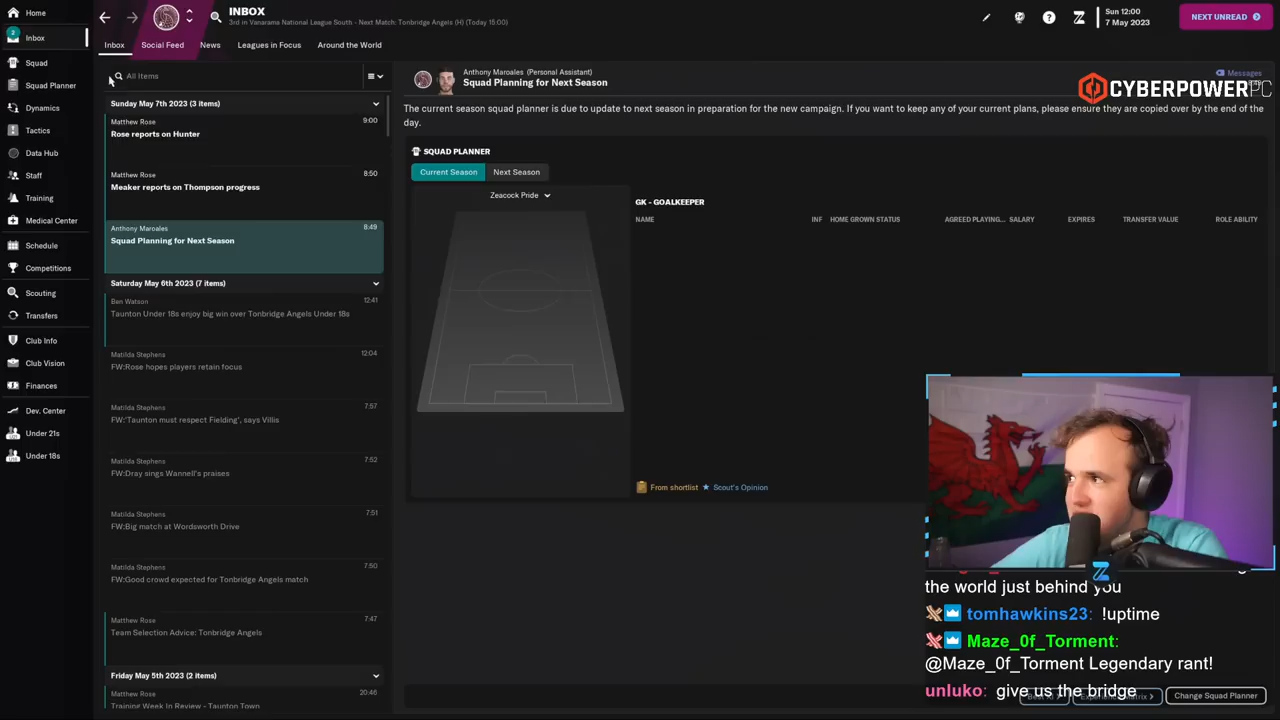 Home
Inbox
2
Squad
Squad Planner
Dynamics
Tactics
Data Hub
Staff
Training
Medical Center
Schedule
Competitions
Scouting
Transfers
Club Info
Club Vision
Finances
Dev. Center
Under 21s
Under 18s
INBOX
3rd in Vanarama National League South - Next Match: Tonbridge Angels (H) (Today 15:00)
Sun 12:00
7 May 2023
NEXT UNREAD
Inbox
Social Feed
News
Leagues in Focus
Around the World
All Items
Sunday May 7th 2023 (3 items)
Matthew Rose
9:00
Rose reports on Hunter
Matthew Rose
8:50
Meaker reports on Thompson progress
Anthony Maroales
8:49
Squad Planning for Next Season
Saturday May 6th 2023 (7 items)
Ben Watson
12:41
Taunton Under 18s enjoy big win over Tonbridge Angels Under 18s
Matilda Stephens
12:04
FW:Rose hopes players retain focus
Matilda Stephens
7:57
FW:'Taunton must respect Fielding', says Villis
Matilda Stephens
7:52
FW:Dray sings Wannell's praises
Matilda Stephens
7:51
FW:Big match at Wordsworth Drive
Matilda Stephens
7:50
FW:Good crowd expected for Tonbridge Angels match
Matthew Rose
7:47
Team Selection Advice: Tonbridge Angels
Friday May 5th 2023 (2 items)
Matthew Rose
20:46
Training Week In Review - Taunton Town
Anthony Maroales (Personal Assistant)
Squad Planning for Next Season
Messages
CYBERPOWERPC
The current season squad planner is due to update to next season in preparation for the new campaign. If you want to keep any of your current plans, please ensure they are copied over by the end of the
day.
SQUAD PLANNER
Current Season
Next Season
Zeacock Pride
GK - GOALKEEPER
NAME
INF
HOME GROWN STATUS
AGREED PLAYING...
SALARY
EXPIRES
TRANSFER VALUE
ROLE ABILITY
From shortlist
Scout's Opinion
the world just behind you
tomhawkins23: !uptime
Maze_0f_Torment:
@Maze_0f_Torment Legendary rant!
unluko: give us the bridge
Change Squad Planner